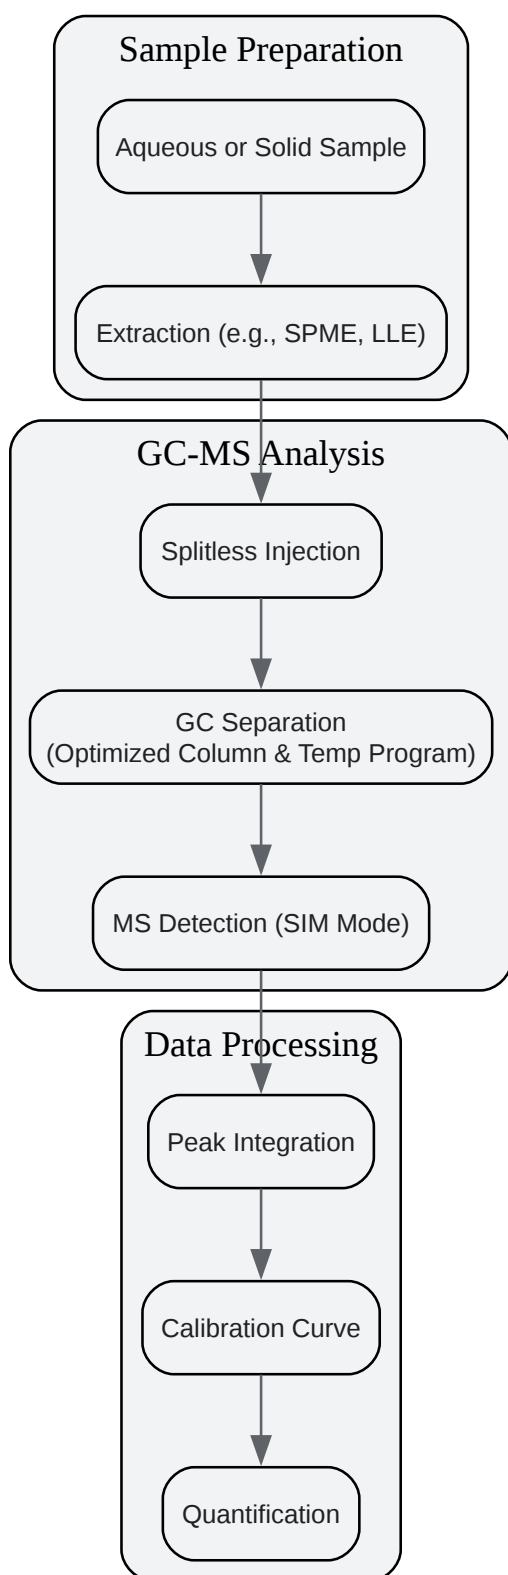 Sample Preparation
Aqueous or Solid Sample
Extraction (e.g., SPME, LLE)
GC-MS Analysis
Splitless Injection
GC Separation
(Optimized Column & Temp Program)
MS Detection (SIM Mode)
Data Processing
Peak Integration
Calibration Curve
Quantification